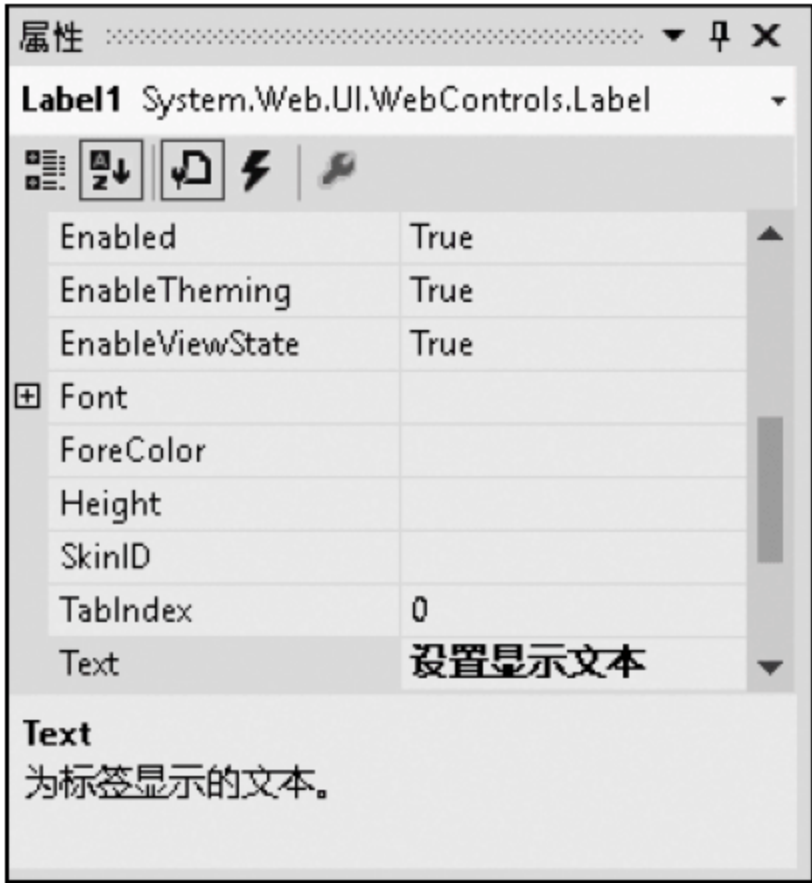 属性
Label1 System.Web.UI.WebControls.Label
Enabled True
EnableTheming True
EnableViewState True
Font
ForeColor
Height
SkinID
TabIndex 0
Text 设置显示文本
Text
为标签显示的文本。